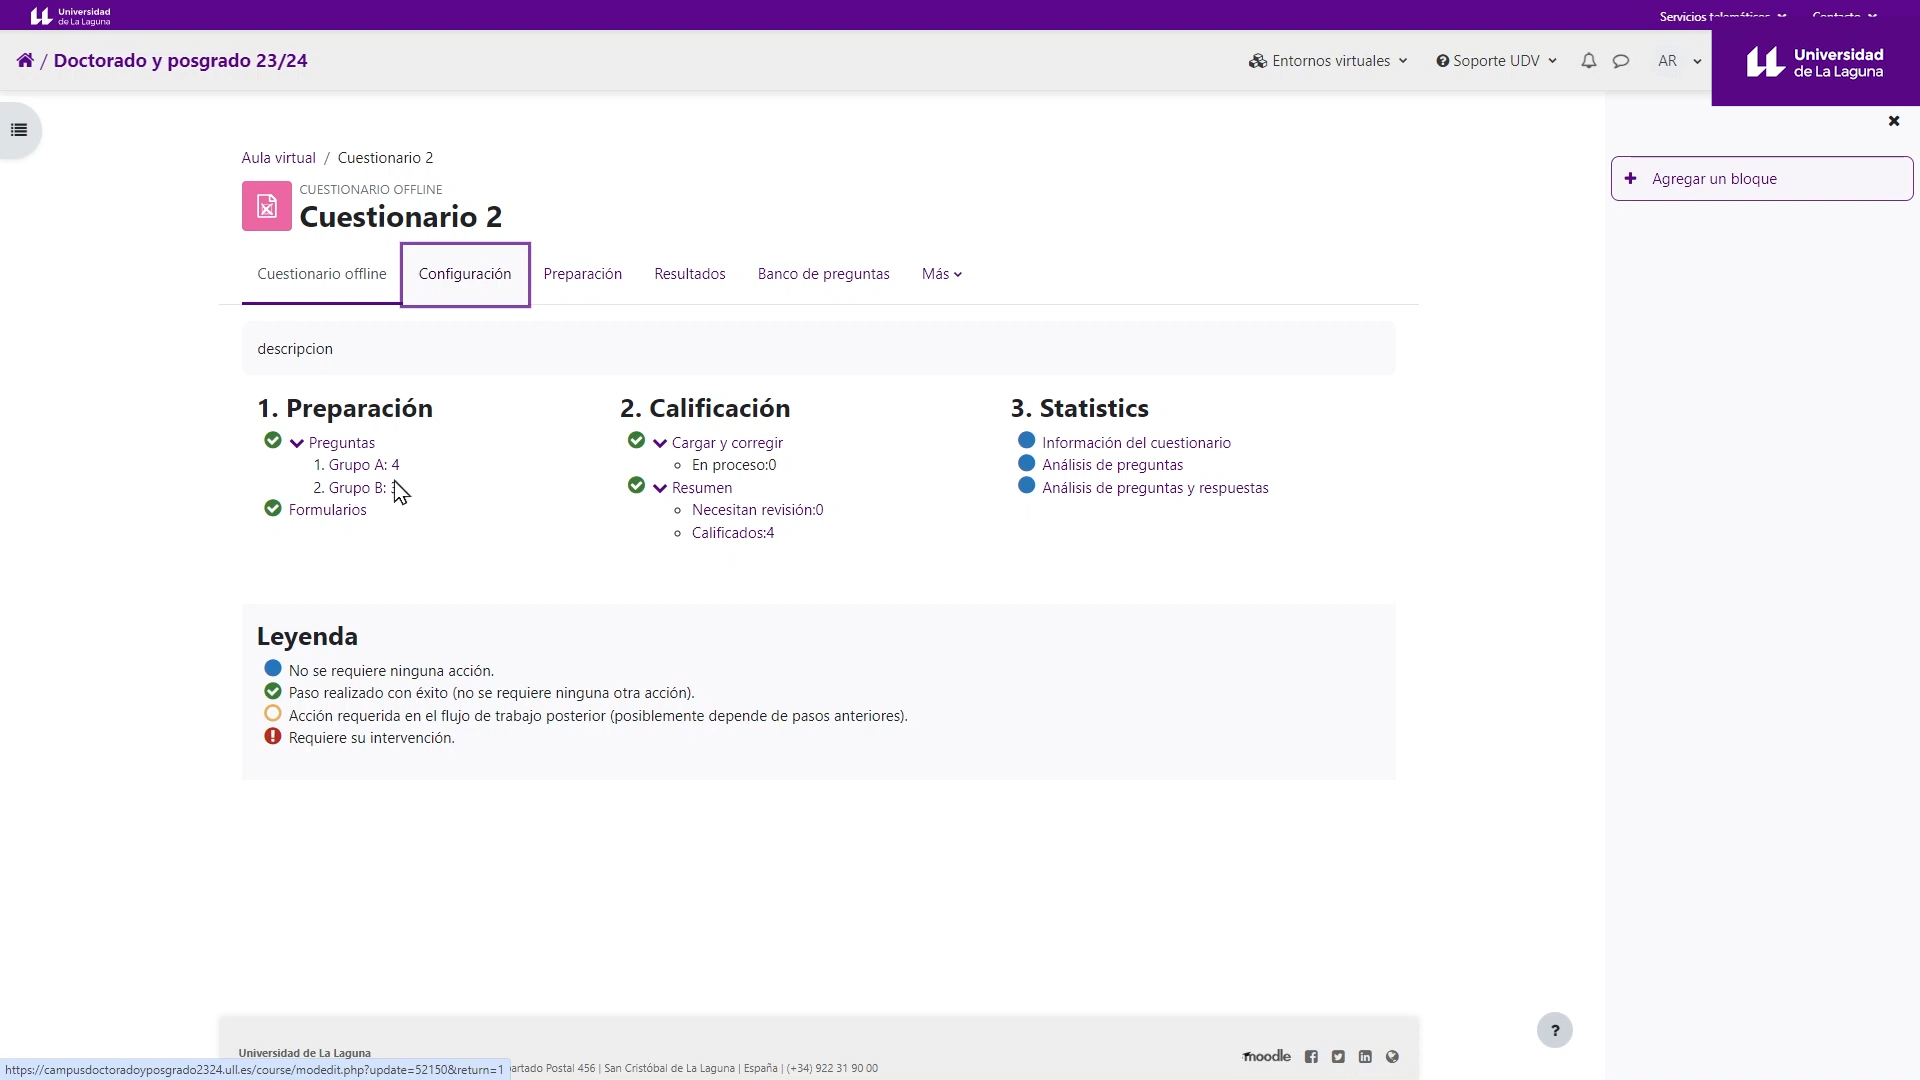 Universidad
de La Laguna
Servicios telemáticos
Contacto
/ Doctorado y posgrado 23/24
Entornos virtuales
Soporte UDV
AR
Universidad
de La Laguna
Agregar un bloque
Aula virtual / Cuestionario 2
CUESTIONARIO OFFLINE
Cuestionario 2
Cuestionario offline
Configuración
Preparación
Resultados
Banco de preguntas
Más
descripcion
1. Preparación
Preguntas
1. Grupo A: 4
2. Grupo B:
Formularios
2. Calificación
Cargar y corregir
En proceso:0
Resumen
Necesitan revisión:0
Calificados:4
3. Statistics
Información del cuestionario
Análisis de preguntas
Análisis de preguntas y respuestas
Leyenda
No se requiere ninguna acción.
Paso realizado con éxito (no se requiere ninguna otra acción).
Acción requerida en el flujo de trabajo posterior (posiblemente depende de pasos anteriores).
Requiere su intervención.
?
Universidad de La Laguna
Postal 456 | San Cristóbal de La Laguna | España | (+34) 922 31 90 00
moodle
https://campusdoctoradoyposgrado2324.ull.es/course/modedit.php?update=52150&return=1